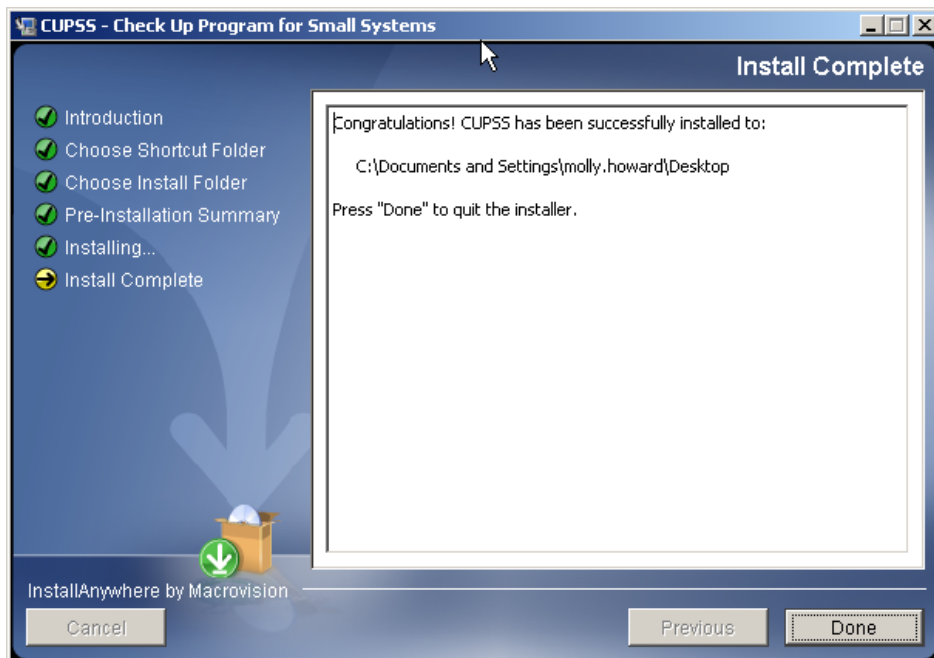 CUPSS - Check Up Program for Small Systems
Install Complete
Introduction
Choose Shortcut Folder
Choose Install Folder
Pre-Installation Summary
Installing...
Install Complete
Congratulations! CUPSS has been successfully installed to:
C:\Documents and Settings\molly.howard\Desktop
Press "Done" to quit the installer.
InstallAnywhere by Macrovision
Cancel
Previous
Done